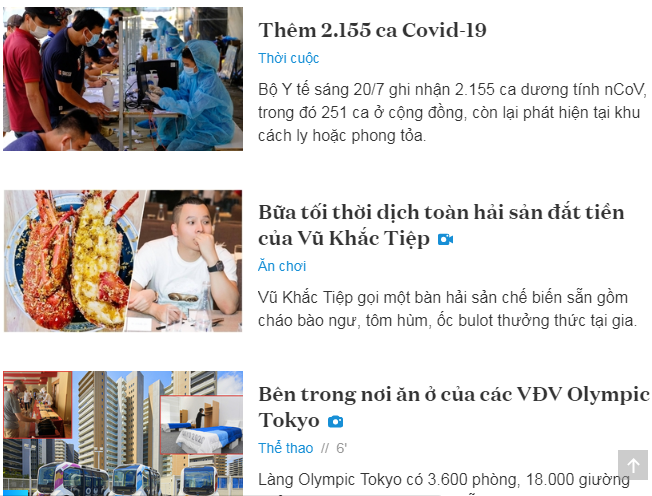 Thêm 2.155 ca Covid-19
Thời cuộc
Bộ Y tế sáng 20/7 ghi nhận 2.155 ca dương tính nCoV,
trong đó 251 ca ở cộng đồng, còn lại phát hiện tại khu
cách ly hoặc phong tỏa.
Bữa tối thời dịch toàn hải sản đắt tiền
của Vũ Khắc Tiệp
Ăn chơi
Vũ Khắc Tiệp gọi một bàn hải sản chế biến sẵn gồm
cháo bào ngư, tôm hùm, ốc bulot thưởng thức tại gia.
Bên trong nơi ăn ở của các VĐV Olympic
Tokyo
Thể thao // 6'
Làng Olympic Tokyo có 3.600 phòng, 18.000 giường